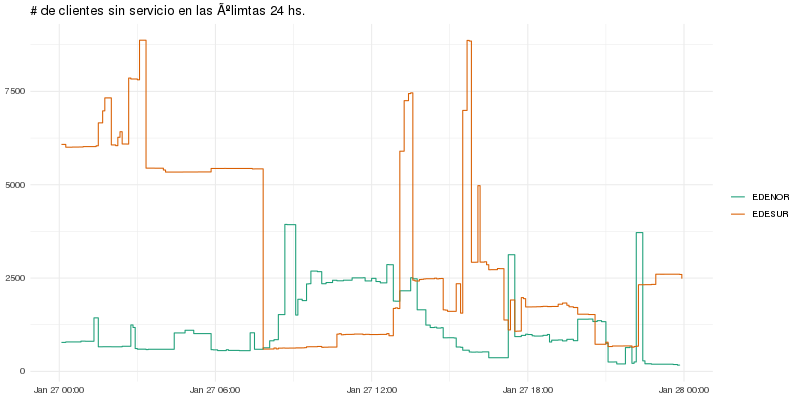 # de clientes sin servicio en las Ãºlimtas 24 hs.
7500
5000
2500
0
Jan 27 00:00
Jan 27 06:00
Jan 27 12:00
Jan 27 18:00
Jan 28 00:00
EDENOR
EDESUR